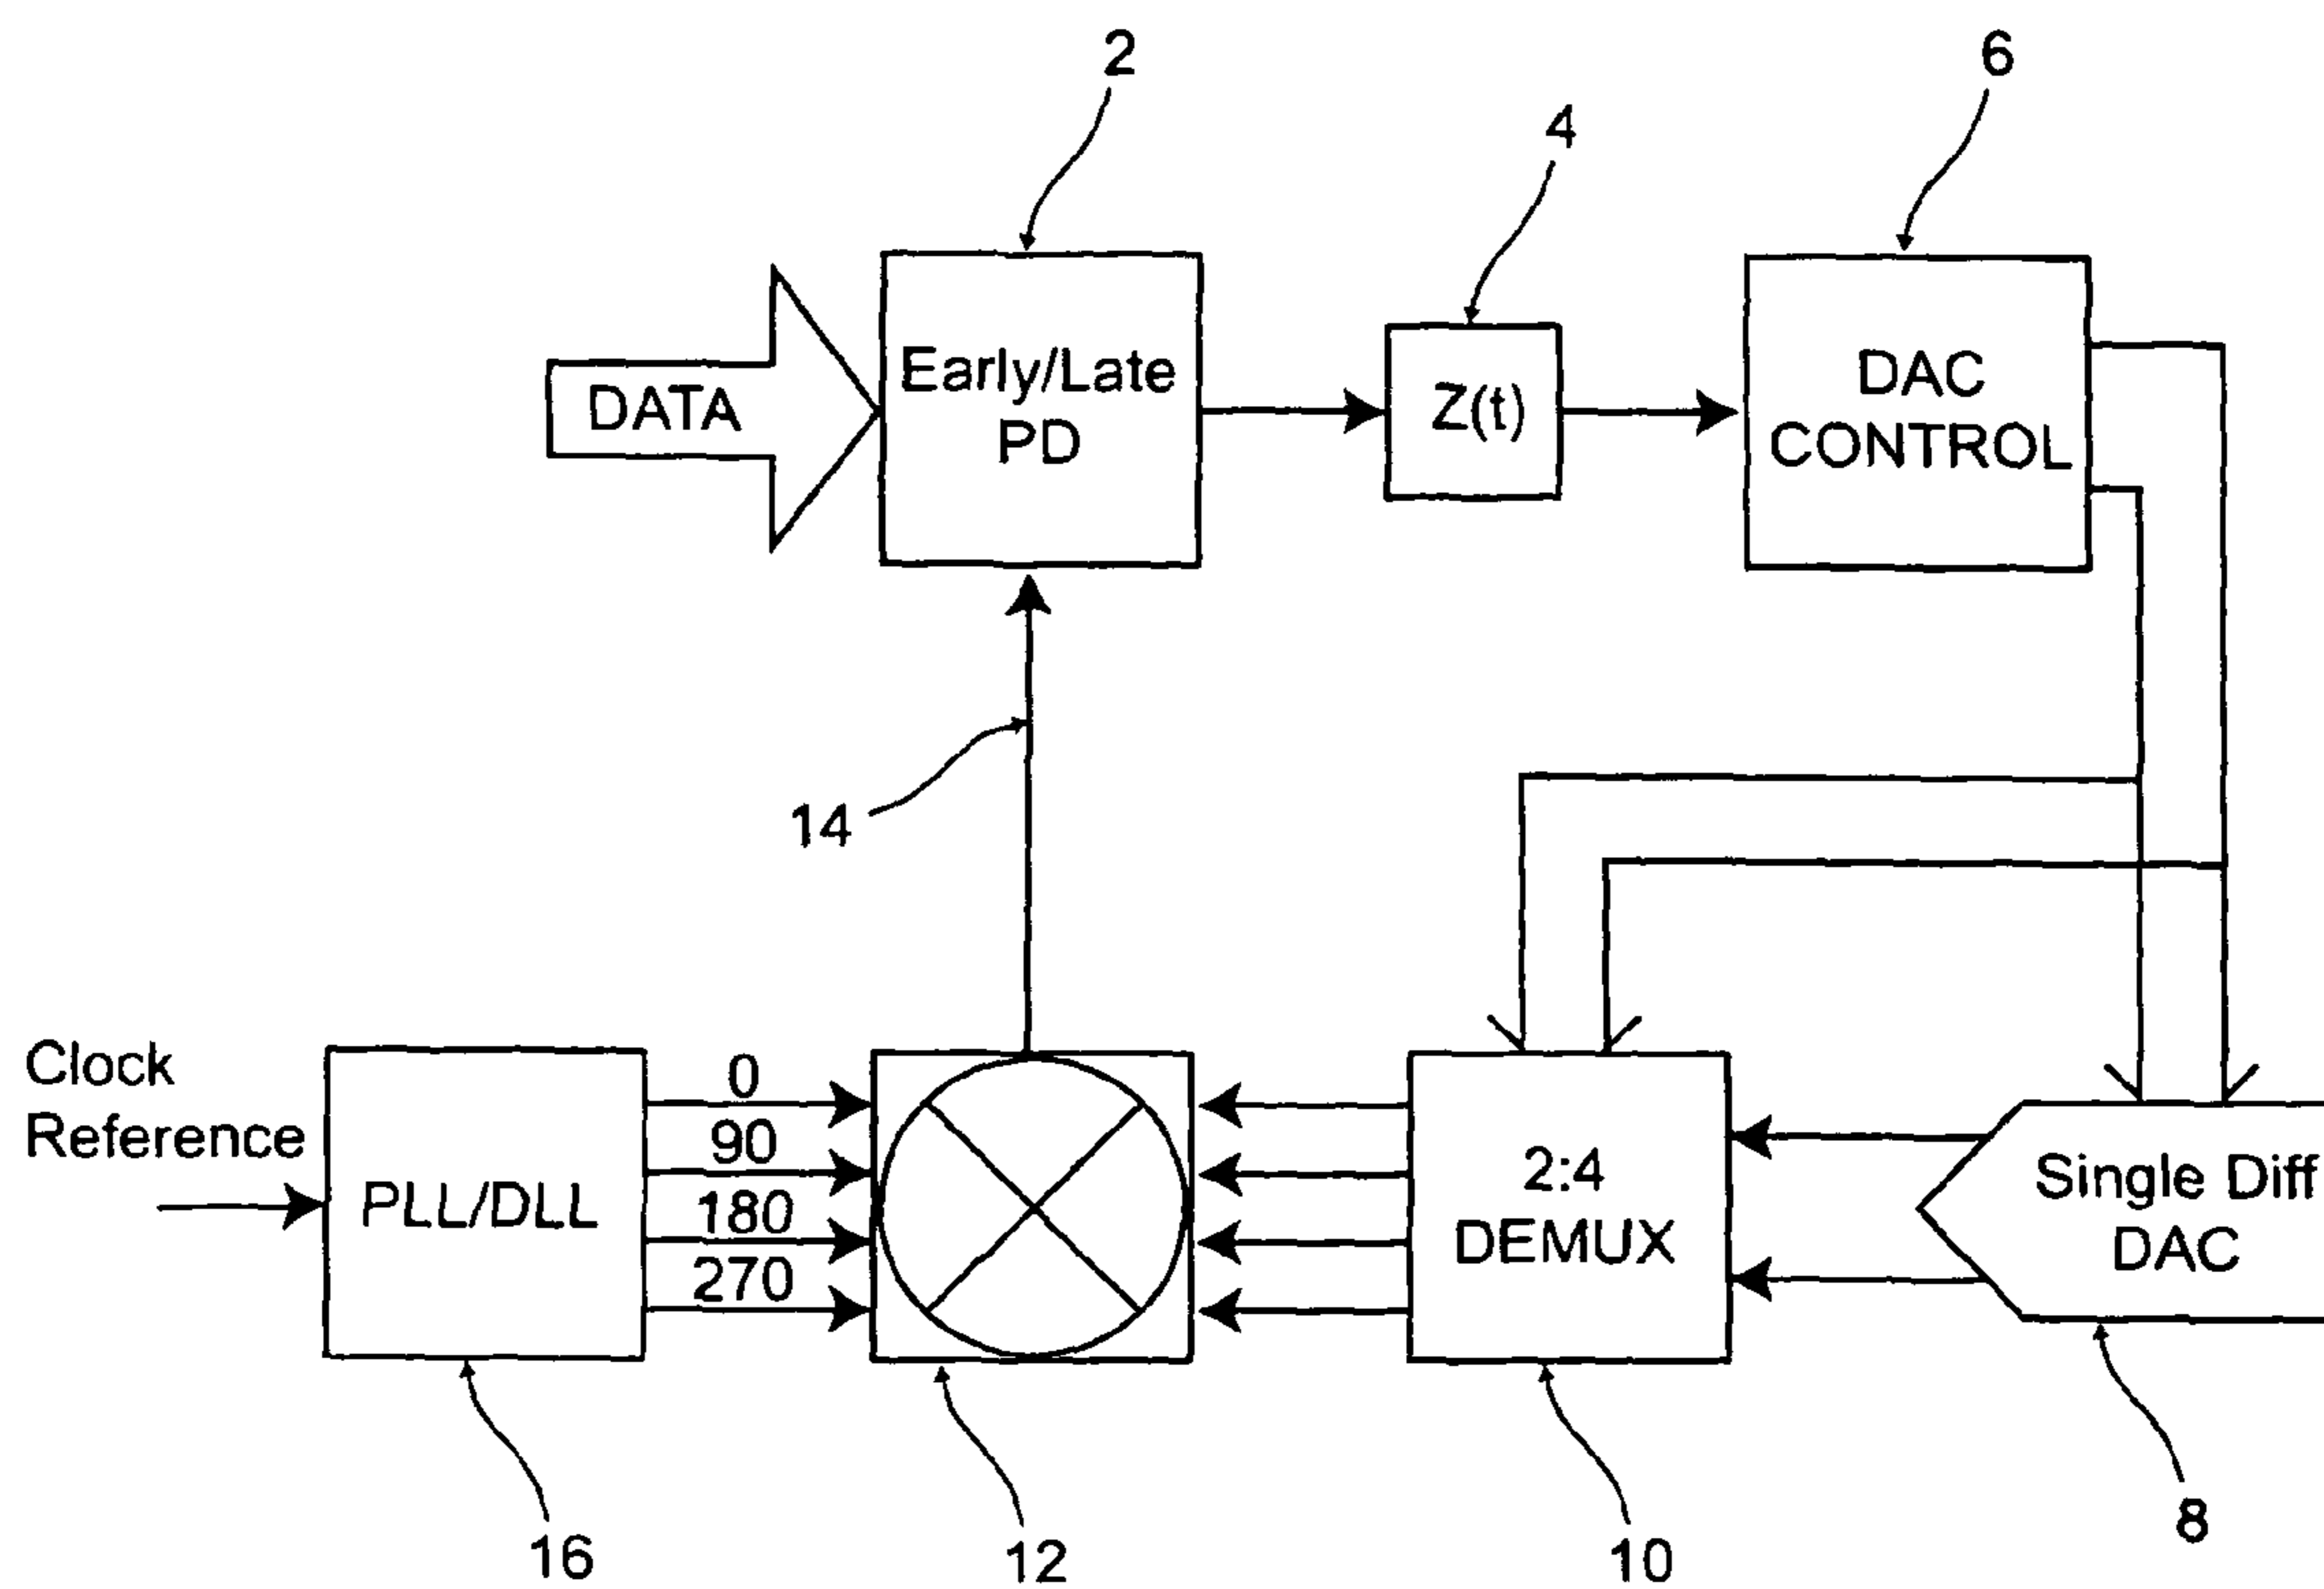 2
6
4
DATA
Early/Late
PD
Z(t)
DAC
CONTROL
14
Clock
Reference
PLL/DLL
0
90
180
270
2:4
DEMUX
Single Diff
DAC
16
12
10
8